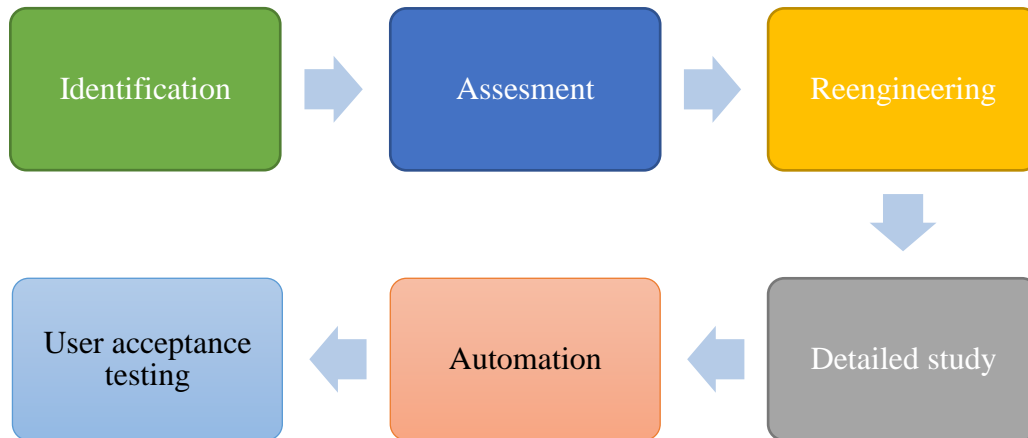 Identification
Assesment
Reengineering
Detailed study
Automation
User acceptance
testing